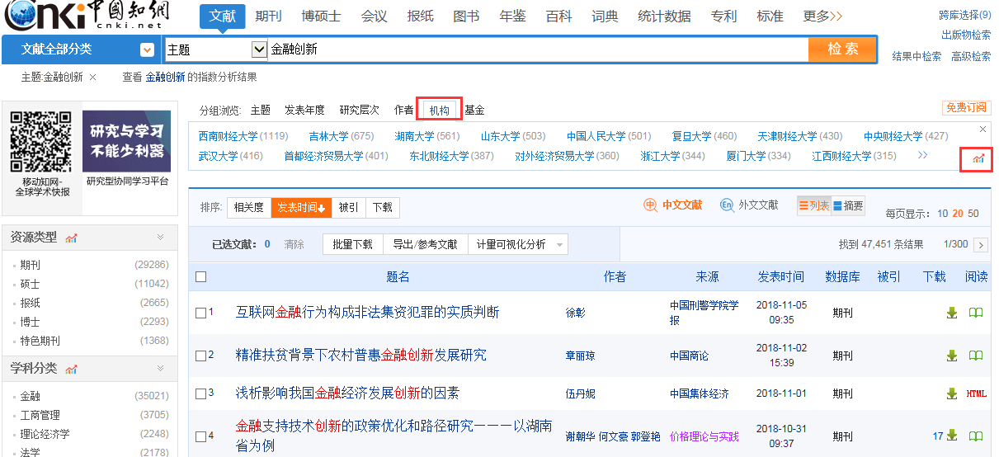 Cnki 中國知網
cnki.net
文献 期刊 博硕士 会议 报纸 图书 年鉴 百科 词典 统计数据 专利 标准 更多>>
跨库选择(9)
出版物检索
文献全部分类 主题 金融创新 检索
结果中检索 高级检索
主题:金融创新 × 查看 金融创新 的指数分析结果
分组浏览: 主题 发表年度 研究层次 作者 机构 基金
免费订阅
西南财经大学(1119) 吉林大学(675) 湖南大学(561) 山东大学(503) 中国人民大学(501) 复旦大学(460) 天津财经大学(430) 中央财经大学(427)
武汉大学(416) 首都经济贸易大学(401) 东北财经大学(387) 对外经济贸易大学(360) 浙江大学(344) 厦门大学(334) 江西财经大学(315) >>
研究与学习
不能少利器
移动知网-
全球学术快报
研究型协同学习平台
排序: 相关度 发表时间 被引 下载
中 中文文献 En 外文文献 列表 摘要 每页显示: 10 20 50
已选文献: 0 清除 批量下载 导出/参考文献 计量可视化分析 找到 47,451 条结果 1/300 >
题名 作者 来源 发表时间 数据库 被引 下载 阅读
1 互联网金融行为构成非法集资犯罪的实质判断 徐彰 中国刑警学院学报 2018-11-05 09:35 期刊
2 精准扶贫背景下农村普惠金融创新发展研究 章丽琼 中国商论 2018-11-02 15:39 期刊
3 浅析影响我国金融经济发展创新的因素 伍丹妮 中国集体经济 2018-11-01 期刊 HTML
4 金融支持技术创新的政策优化和路径研究———以湖南省为例 谢朝华 何文豪 郭登艳 价格理论与实践 2018-10-31 09:37 期刊 17
资源类型
期刊 (29286)
硕士 (11042)
报纸 (2665)
博士 (2293)
特色期刊 (1368)
学科分类
金融 (35021)
工商管理 (3705)
理论经济学 (2248)
法学 (2178)